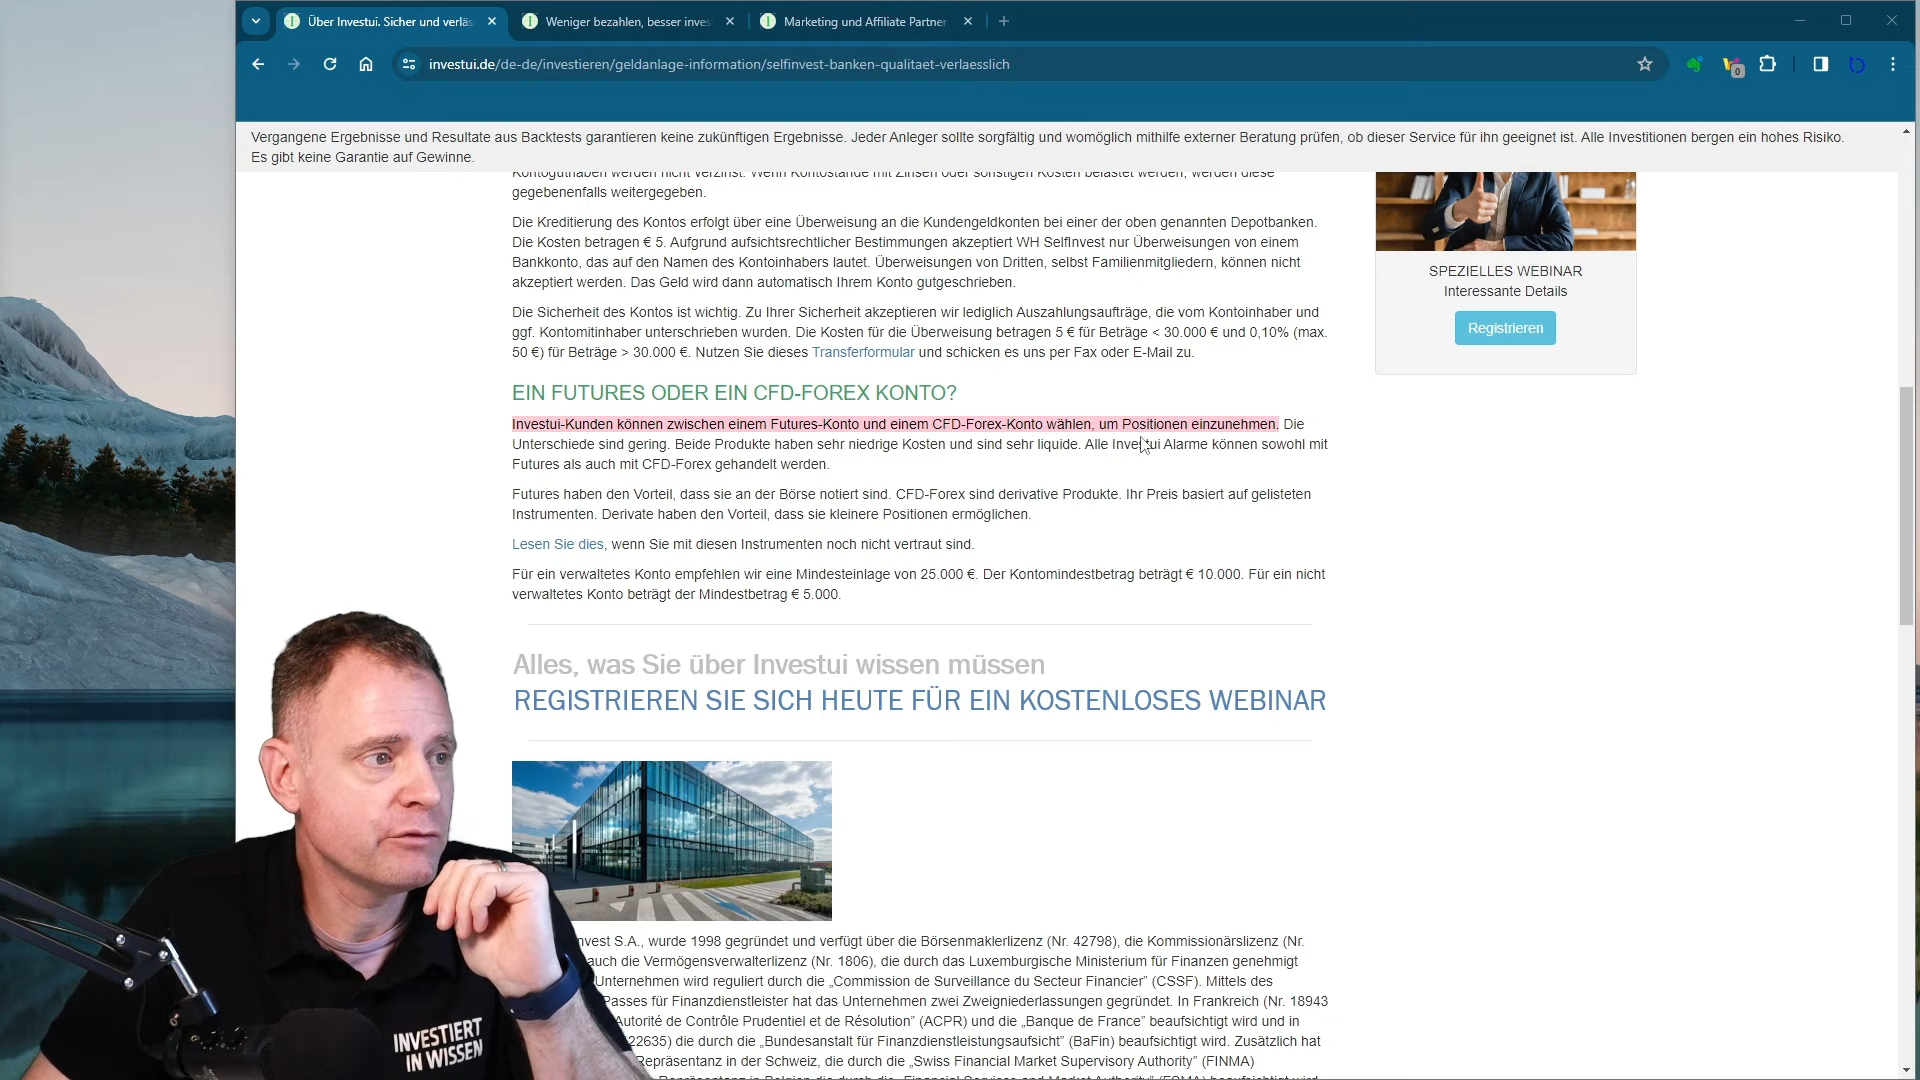 Über Investui. Sicher und verläs
Weniger bezahlen, besser inves
Marketing und Affiliate Partner
investui.de/de-de/investieren/geldanlage-information/selfinvest-banken-qualitaet-verlaesslich
0
Vergangene Ergebnisse und Resultate aus Backtests garantieren keine zukünftigen Ergebnisse. Jeder Anleger sollte sorgfältig und womöglich mithilfe externer Beratung prüfen, ob dieser Service für ihn geeignet ist. Alle Investitionen bergen ein hohes Risiko.
Es gibt keine Garantie auf Gewinne.
Kontoguthaben werden nicht verzinst. Wenn Kontostände mit Zinsen oder sonstigen Kosten belastet werden, werden diese
gegebenenfalls weitergegeben.
Die Kreditierung des Kontos erfolgt über eine Überweisung an die Kundengeldkonten bei einer der oben genannten Depotbanken.
Die Kosten betragen € 5. Aufgrund aufsichtsrechtlicher Bestimmungen akzeptiert WH SelfInvest nur Überweisungen von einem
Bankkonto, das auf den Namen des Kontoinhabers lautet. Überweisungen von Dritten, selbst Familienmitgliedern, können nicht
akzeptiert werden. Das Geld wird dann automatisch Ihrem Konto gutgeschrieben.
Die Sicherheit des Kontos ist wichtig. Zu Ihrer Sicherheit akzeptieren wir lediglich Auszahlungsaufträge, die vom Kontoinhaber und
ggf. Kontomitinhaber unterschrieben wurden. Die Kosten für die Überweisung betragen 5 € für Beträge < 30.000 € und 0,10% (max.
50 €) für Beträge > 30.000 €. Nutzen Sie dieses Transferformular und schicken es uns per Fax oder E-Mail zu.
SPEZIELLES WEBINAR
Interessante Details
Registrieren
EIN FUTURES ODER EIN CFD-FOREX KONTO?
Investui-Kunden können zwischen einem Futures-Konto und einem CFD-Forex-Konto wählen, um Positionen einzunehmen. Die
Unterschiede sind gering. Beide Produkte haben sehr niedrige Kosten und sind sehr liquide. Alle Investui Alarme können sowohl mit
Futures als auch mit CFD-Forex gehandelt werden.
Futures haben den Vorteil, dass sie an der Börse notiert sind. CFD-Forex sind derivative Produkte. Ihr Preis basiert auf gelisteten
Instrumenten. Derivate haben den Vorteil, dass sie kleinere Positionen ermöglichen.
Lesen Sie dies, wenn Sie mit diesen Instrumenten noch nicht vertraut sind.
Für ein verwaltetes Konto empfehlen wir eine Mindesteinlage von 25.000 €. Der Kontomindestbetrag beträgt € 10.000. Für ein nicht
verwaltetes Konto beträgt der Mindestbetrag € 5.000.
Alles, was Sie über Investui wissen müssen
REGISTRIEREN SIE SICH HEUTE FÜR EIN KOSTENLOSES WEBINAR
nvest S.A., wurde 1998 gegründet und verfügt über die Börsenmaklerlizenz (Nr. 42798), die Kommissionärslizenz (Nr.
auch die Vermögensverwalterlizenz (Nr. 1806), die durch das Luxemburgische Ministerium für Finanzen genehmigt
Unternehmen wird reguliert durch die „Commission de Surveillance du Secteur Financier” (CSSF). Mittels des
Passes für Finanzdienstleister hat das Unternehmen zwei Zweigniederlassungen gegründet. In Frankreich (Nr. 18943
Autorité de Contrôle Prudentiel et de Résolution” (ACPR) und die „Banque de France” beaufsichtigt wird und in
22635) die durch die „Bundesanstalt für Finanzdienstleistungsaufsicht” (BaFin) beaufsichtigt wird. Zusätzlich hat
Repräsentanz in der Schweiz, die durch die „Swiss Financial Market Supervisory Authority” (FINMA)
Repräsentanz in Belgien die durch die „Financial Services and Market Authority” (FSMA) beaufsichtigt wird
INVESTIERT
IN WISSEN